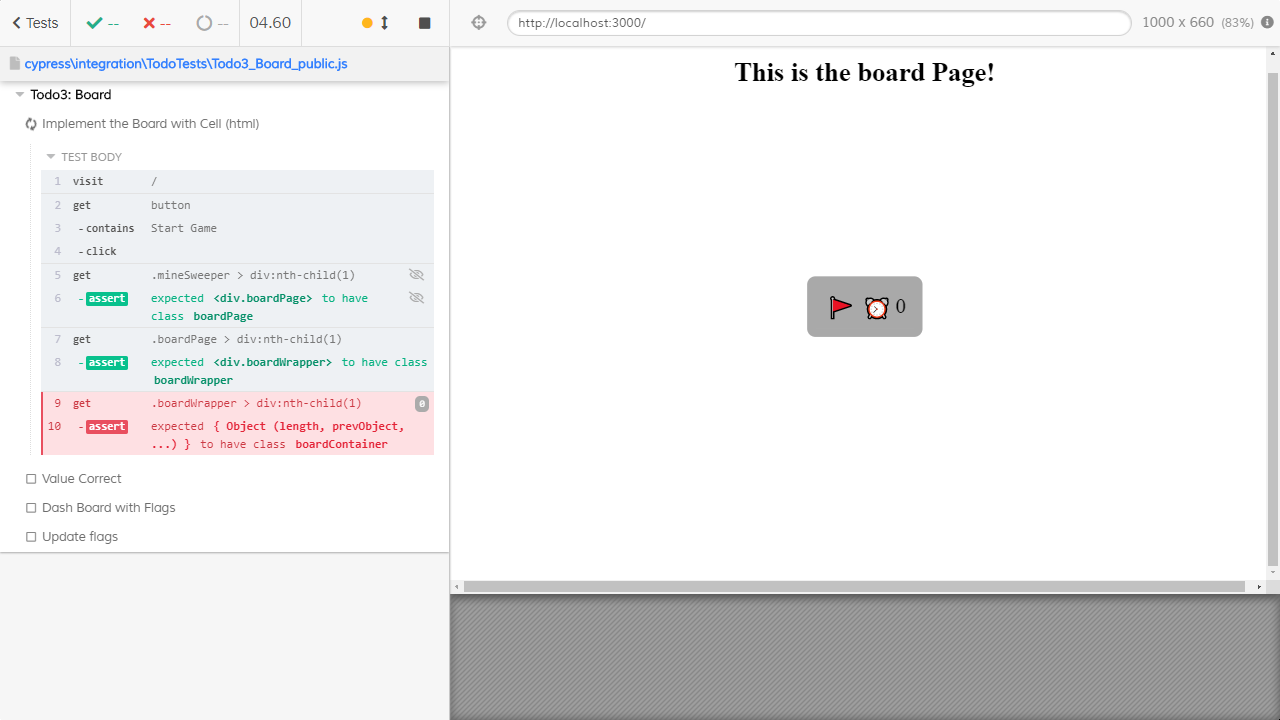 Tests -- -- -- 04.60
http://localhost:3000/ 1000 x 660 (83%)
cypress\integration\TodoTests\Todo3_Board_public.js
Todo3: Board
Implement the Board with Cell (html)
TEST BODY
1 visit /
2 get button
3 -contains Start Game
4 -click
5 get .mineSweeper > div:nth-child(1)
6 -assert expected <div.boardPage> to have
class boardPage
7 get .boardPage > div:nth-child(1)
8 -assert expected <div.boardWrapper> to have class
boardWrapper
9 get .boardWrapper > div:nth-child(1) 0
10 -assert expected { Object (length, prevObject,
...) } to have class boardContainer
Value Correct
Dash Board with Flags
Update flags
This is the board Page!
0